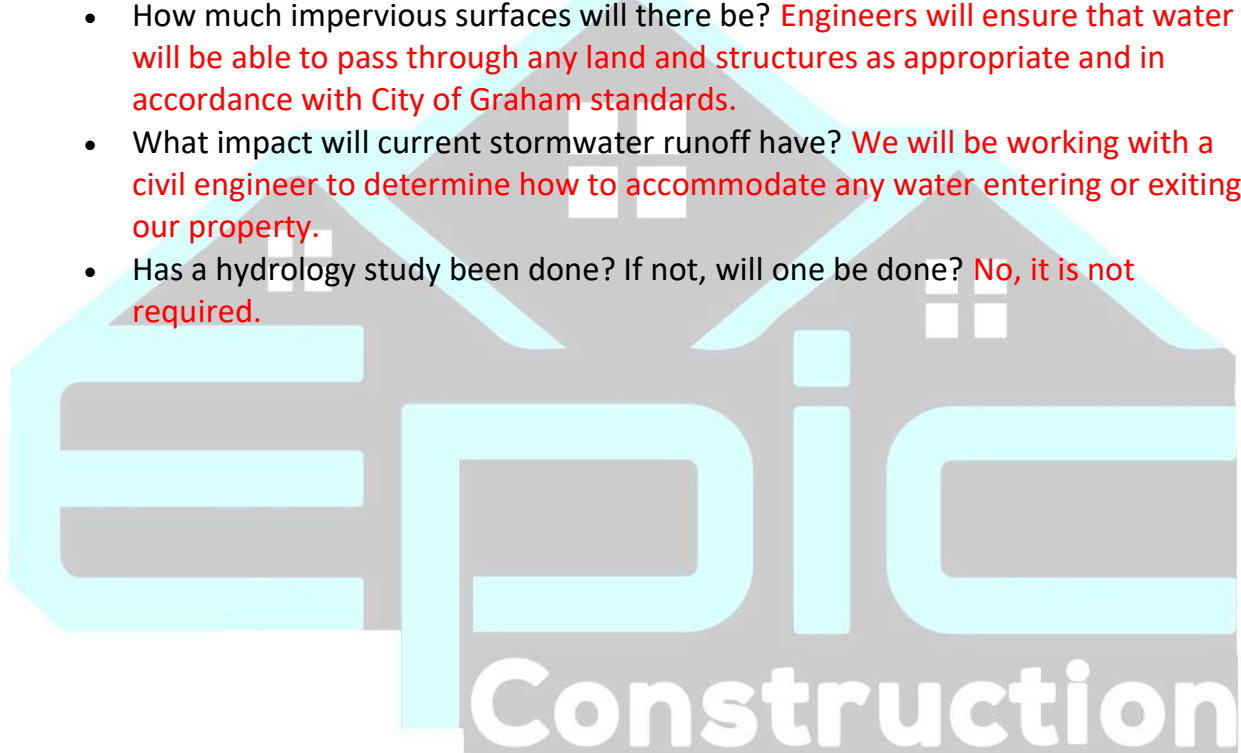 • How much impervious surfaces will there be? Engineers will ensure that water
will be able to pass through any land and structures as appropriate and in
accordance with City of Graham standards.
• What impact will current stormwater runoff have? We will be working with a
civil engineer to determine how to accommodate any water entering or exiting
our property.
• Has a hydrology study been done? If not, will one be done? No, it is not
required.
Epic
Construction